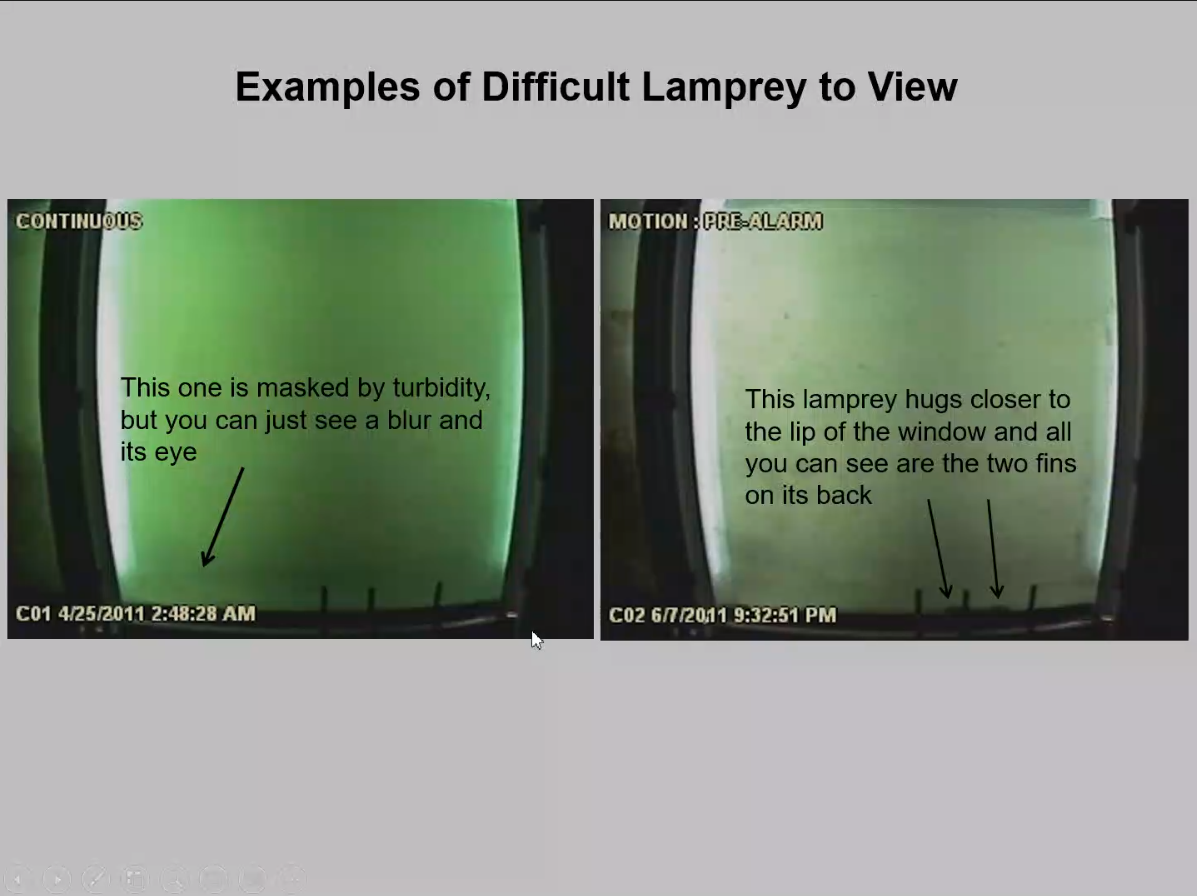 Examples of Difficult Lamprey to View
CONTINUOUS
This one is masked by turbidity,
but you can just see a blur and
its eye
C01 4/25/2011 2:48:28 AM
MOTION : PRE-ALARM
This lamprey hugs closer to
the lip of the window and all
you can see are the two fins
on its back
C02 6/7/2011 9:32:51 PM